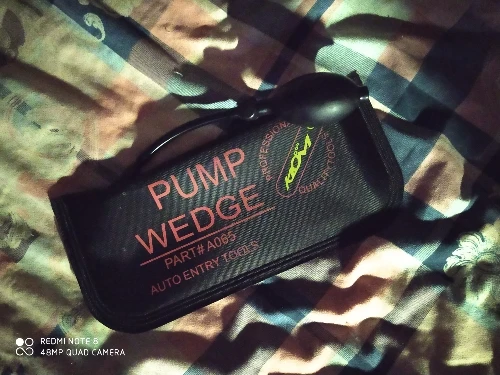 PUMP
WEDGE
PART# A065
AUTO ENTRY TOOLS
PROFESSIONAL
QUALITY TOOLS
REDMI NOTE 8
48MP QUAD CAMERA